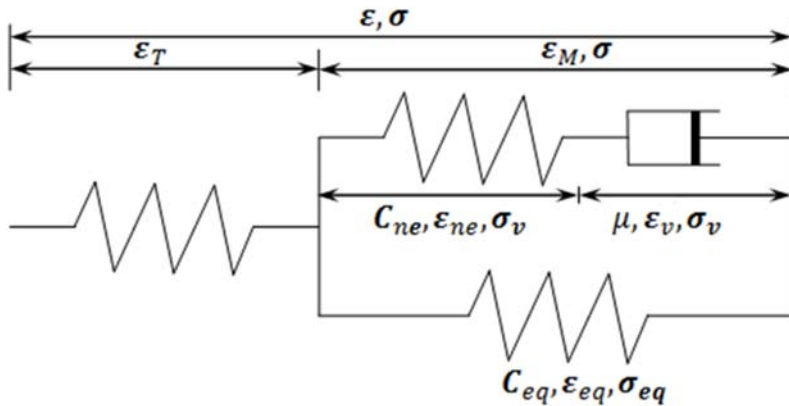 ε, σ
ε_T
ε_M, σ
C_ne, ε_ne, σ_v
μ, ε_v, σ_v
C_eq, ε_eq, σ_eq